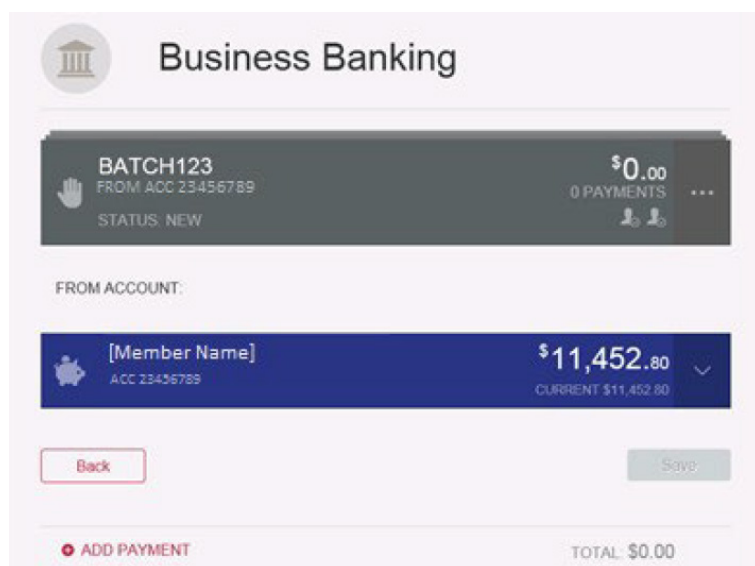 Business Banking
BATCH123
$0.00
FROM ACC 23456789
0 PAYMENTS
STATUS: NEW
FROM ACCOUNT:
[Member Name]
$11,452.80
ACC 23456789
CURRENT $11,452.80
Back
Save
ADD PAYMENT
TOTAL: $0.00